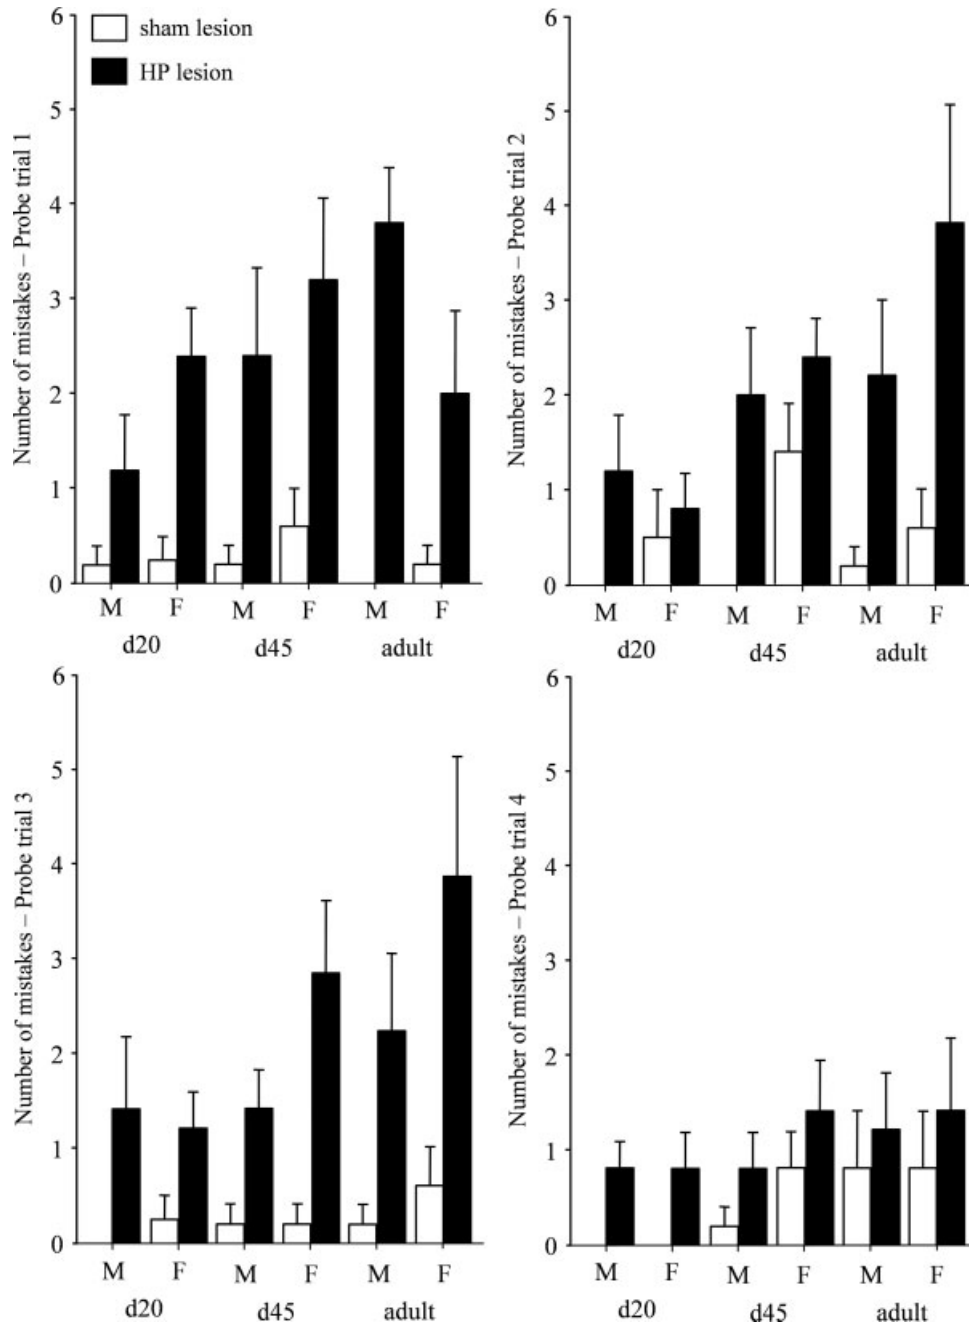 sham lesion
HP lesion
Number of mistakes – Probe trial 1
6
5
4
3
2
1
0
M F M F M F
d20 d45 adult
Number of mistakes – Probe trial 2
6
5
4
3
2
1
0
M F M F M F
d20 d45 adult
Number of mistakes – Probe trial 3
6
5
4
3
2
1
0
M F M F M F
d20 d45 adult
Number of mistakes – Probe trial 4
6
5
4
3
2
1
0
M F M F M F
d20 d45 adult